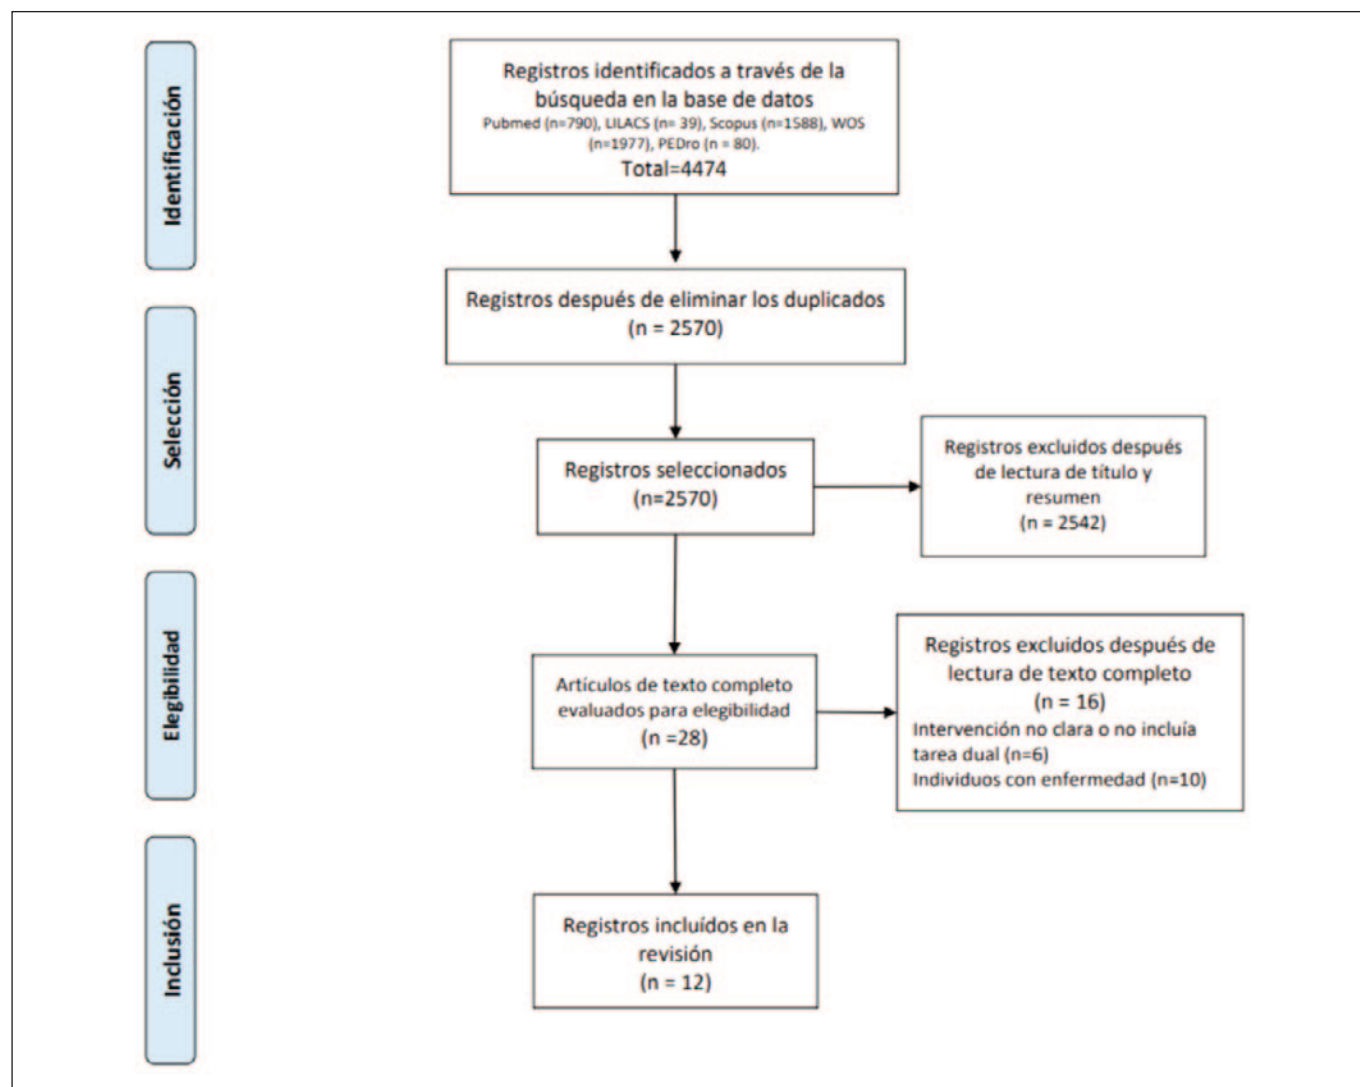 Identificación
Registros identificados a través de la
búsqueda en la base de datos
Pubmed (n=790), LILACS (n= 39), Scopus (n=1588), WOS
(n=1977), PEDro (n = 80).
Total=4474
Selección
Registros después de eliminar los duplicados
(n = 2570)
Registros seleccionados
(n=2570)
Registros excluidos después
de lectura de título y
resumen
(n = 2542)
Elegibilidad
Artículos de texto completo
evaluados para elegibilidad
(n =28)
Registros excluidos después de
lectura de texto completo
(n = 16)
Intervención no clara o no incluía
tarea dual (n=6)
Individuos con enfermedad (n=10)
Inclusión
Registros incluídos en la
revisión
(n = 12)